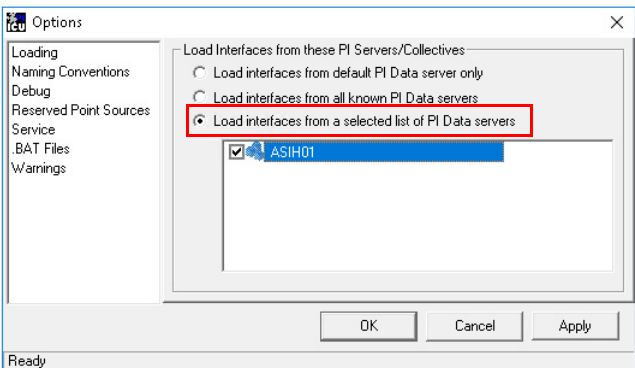 ICU Options
Loading
Naming Conventions
Debug
Reserved Point Sources
Service
.BAT Files
Warnings
Load Interfaces from these PI Servers/Collectives
Load interfaces from default PI Data server only
Load interfaces from all known PI Data servers
Load interfaces from a selected list of PI Data servers
ASIH01
OK Cancel Apply
Ready